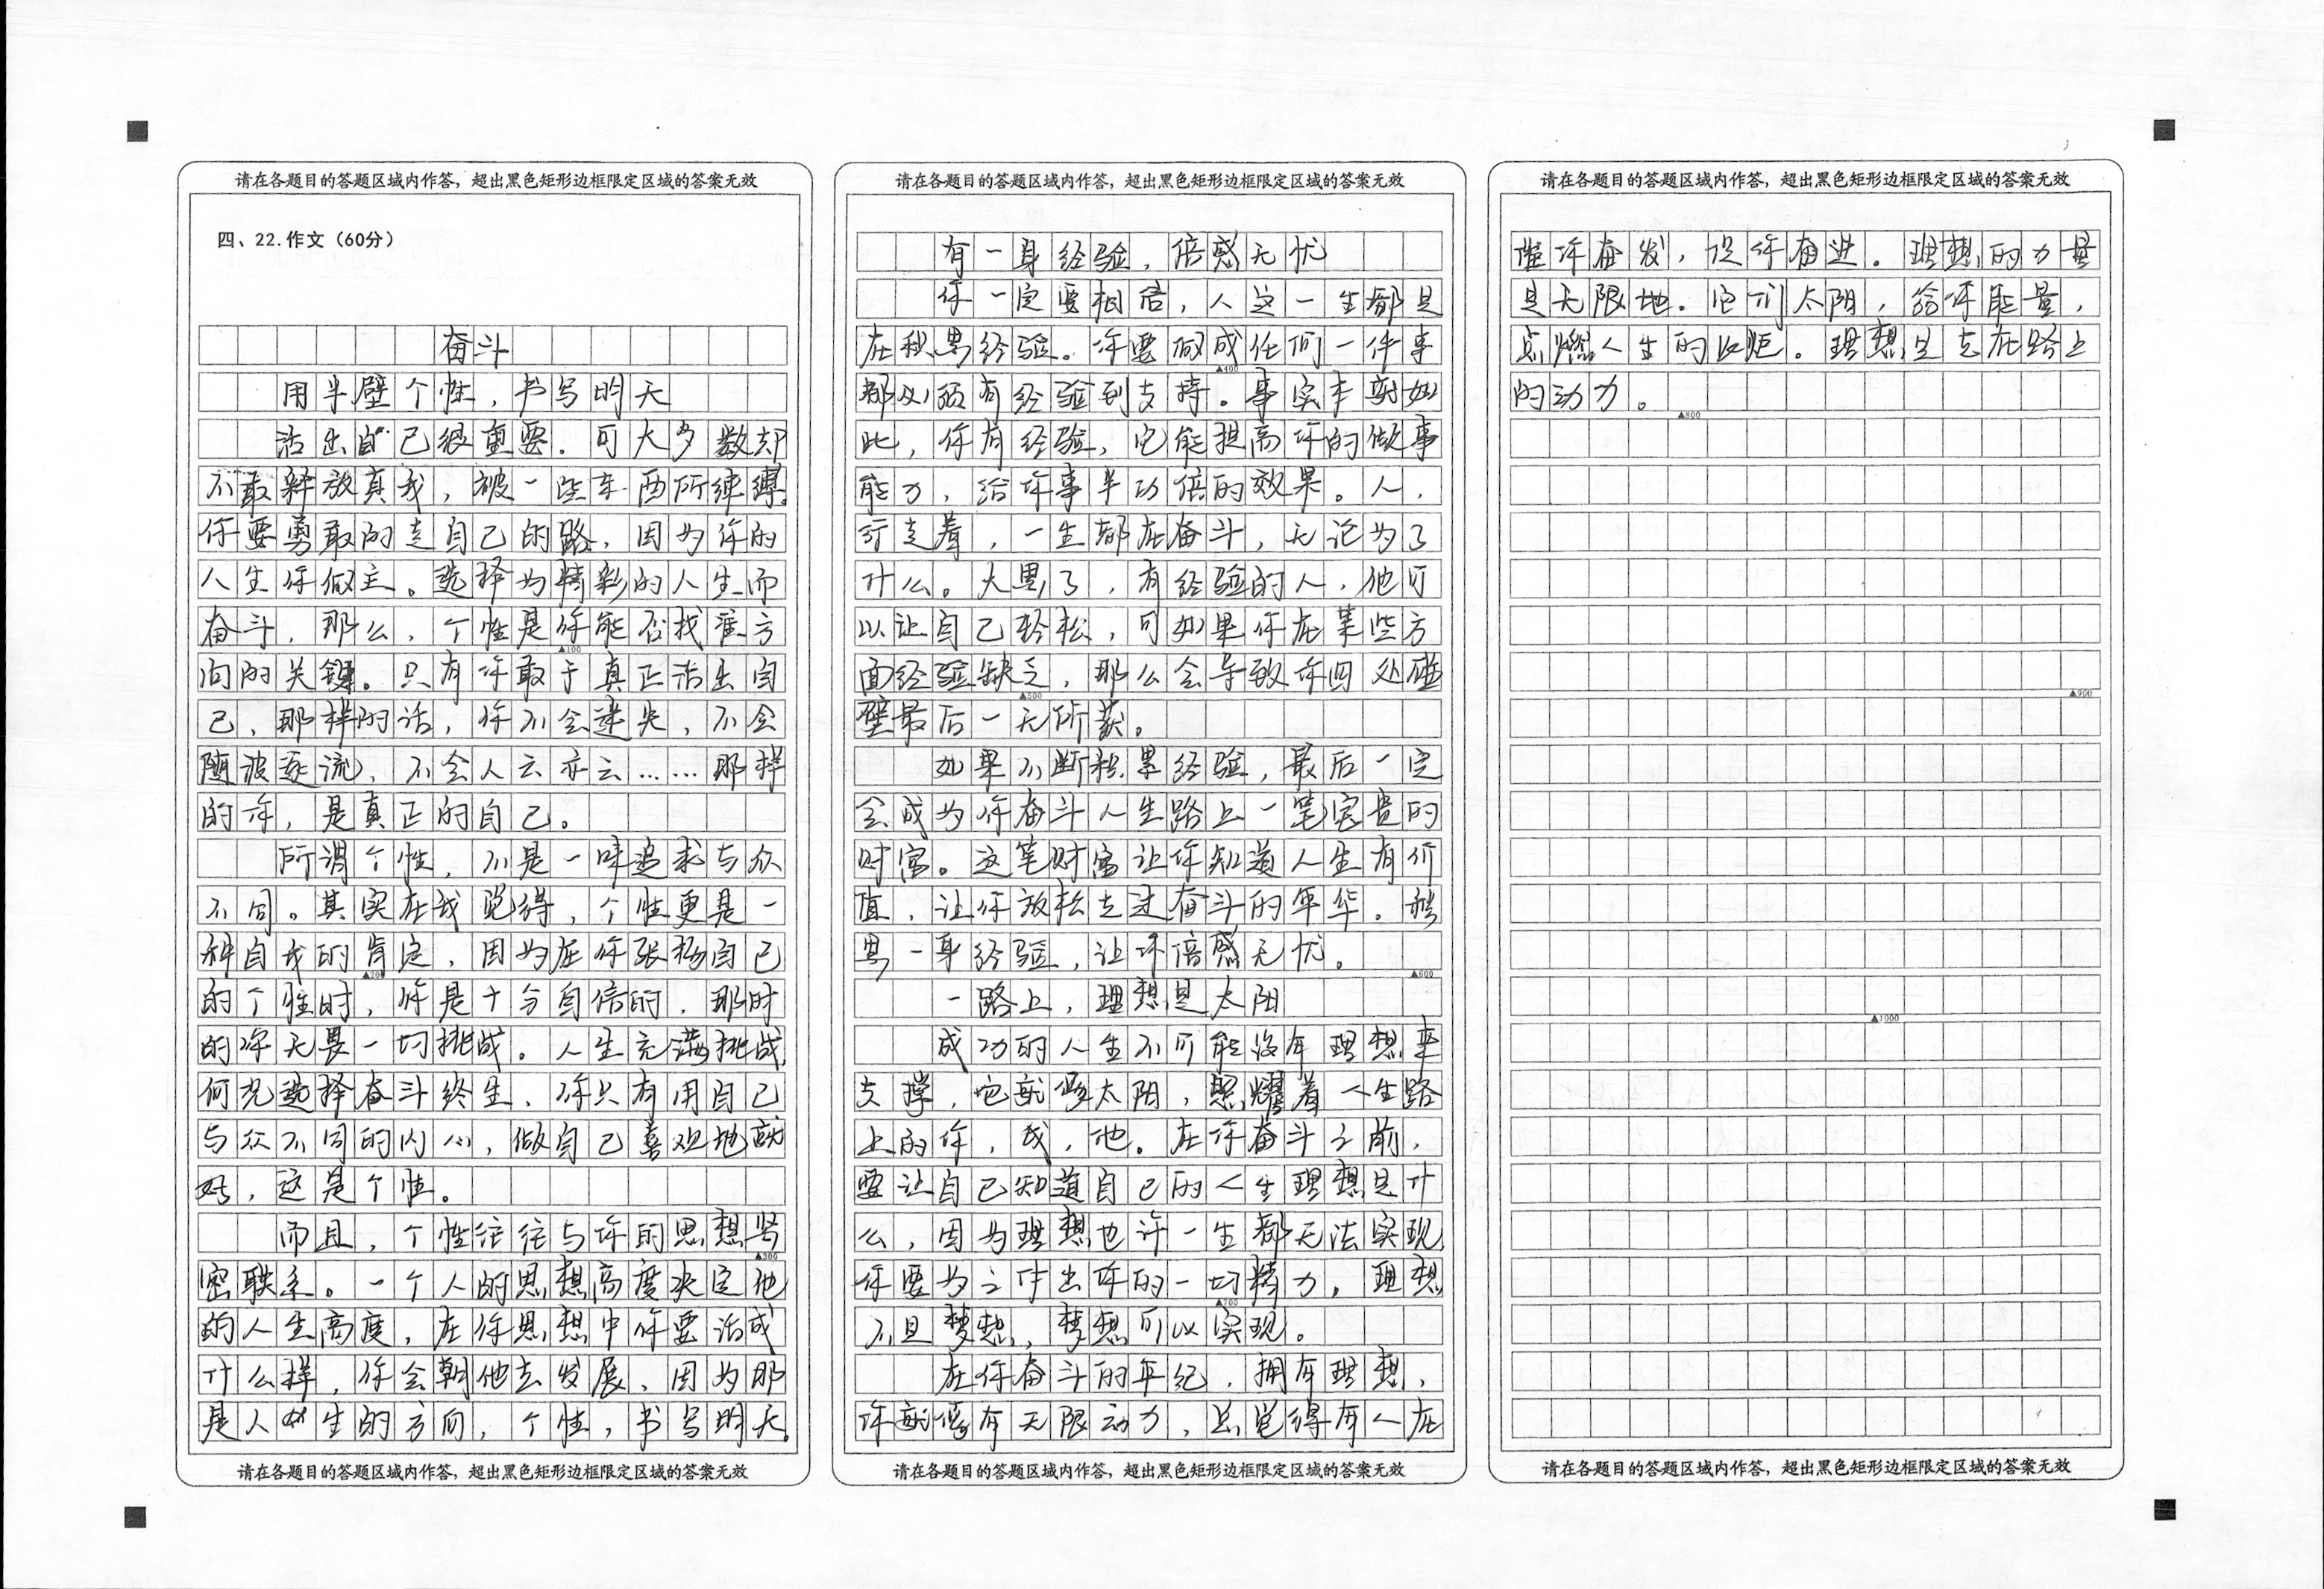 请在各题目的答题区域内作答，超出黑色矩形边框限定区域的答案无效
四、22.作文（60分）
奋斗
用半壁个性，书写明天
活出自己很重要．可大多数却
不敢释放真我，被一些东西所束缚。
你要勇敢的走自己的路，因为你的
人生你做主。选择为精彩的人生而
奋斗，那么，个性是你能否找准方
▲100
向的关键。只有你敢于真正活出自
己，那样的话，你不会迷失，不会
随波逐流，不会人云亦云……那样
的你，是真正的自己。
所谓个性，不是一味追求与众
不同。其实在我觉得，个性更是一
种自我的肯定，因为在你张扬自己
▲200
的个性时，你是十分自信的，那时
的你无畏一切挑战。人生充满挑战，
何况选择奋斗终生，你只有用自己
与众不同的内心，做自己喜欢地就
好，这是个性。
而且，个性往往与你的思想紧
▲300
密联系。一个人的思想高度决定他
的人生高度，在你思想中你要活成
什么样，你会朝他去发展，因为那
是人生的方向，个性，书写明天。
请在各题目的答题区域内作答，超出黑色矩形边框限定区域的答案无效
请在各题目的答题区域内作答，超出黑色矩形边框限定区域的答案无效
有一身经验，倍感无忧
你一定要相信，人这一生都是
在积累经验．你要做成任何一件事
▲400
都必须有经验到支持。事实本就如
此，你有经验，它能提高你的做事
能力，给你事半功倍的效果。人，
行走着，一生都在奋斗，无论为了
什么。太累了，有经验的人，他可
以让自己轻松，可如果你在某些方
面经验缺乏，那么会导致你四处碰
▲500
壁最后一无所获。
如果不断积累经验，最后一定
会成为你奋斗人生路上一笔宝贵的
财富。这笔财富让你知道人生有价
值，让你放松走过奋斗的年华。积
累一身经验，让你倍感无忧。
▲600
一路上，理想是太阳
成功的人生不可能没有理想来
支撑，它就像太阳，照耀着人生路
上的你，我，他。在你奋斗之前，
要让自己知道自己的人生理想是什
么，因为理想也许一生都无法实现，
你要为之付出你的一切精力，理想
▲700
不是梦想，梦想可以实现。
在你奋斗的年纪，拥有理想，
你就像有无限动力，总觉得有人在
请在各题目的答题区域内作答，超出黑色矩形边框限定区域的答案无效
请在各题目的答题区域内作答，超出黑色矩形边框限定区域的答案无效
催你奋发，促你奋进。理想的力量
是无限地．它们太阳，给你能量，
点燃人生的火炬。理想是走在路上
的动力。
▲800
▲900
▲1000
请在各题目的答题区域内作答，超出黑色矩形边框限定区域的答案无效